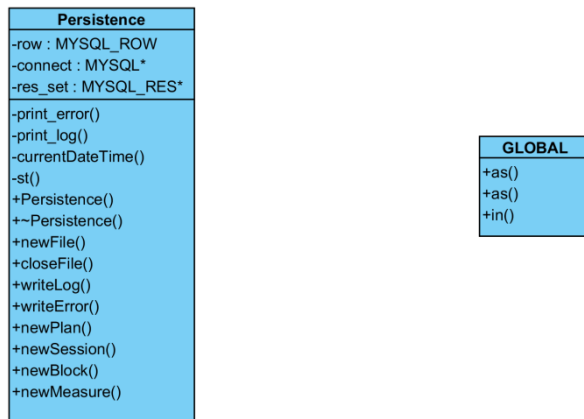 Persistence
-row : MYSQL_ROW
-connect : MYSQL*
-res_set : MYSQL_RES*
-print_error()
-print_log()
-currentDateTime()
-st()
+Persistence()
+~Persistence()
+newFile()
+closeFile()
+writeLog()
+writeError()
+newPlan()
+newSession()
+newBlock()
+newMeasure()
GLOBAL
+as()
+as()
+in()